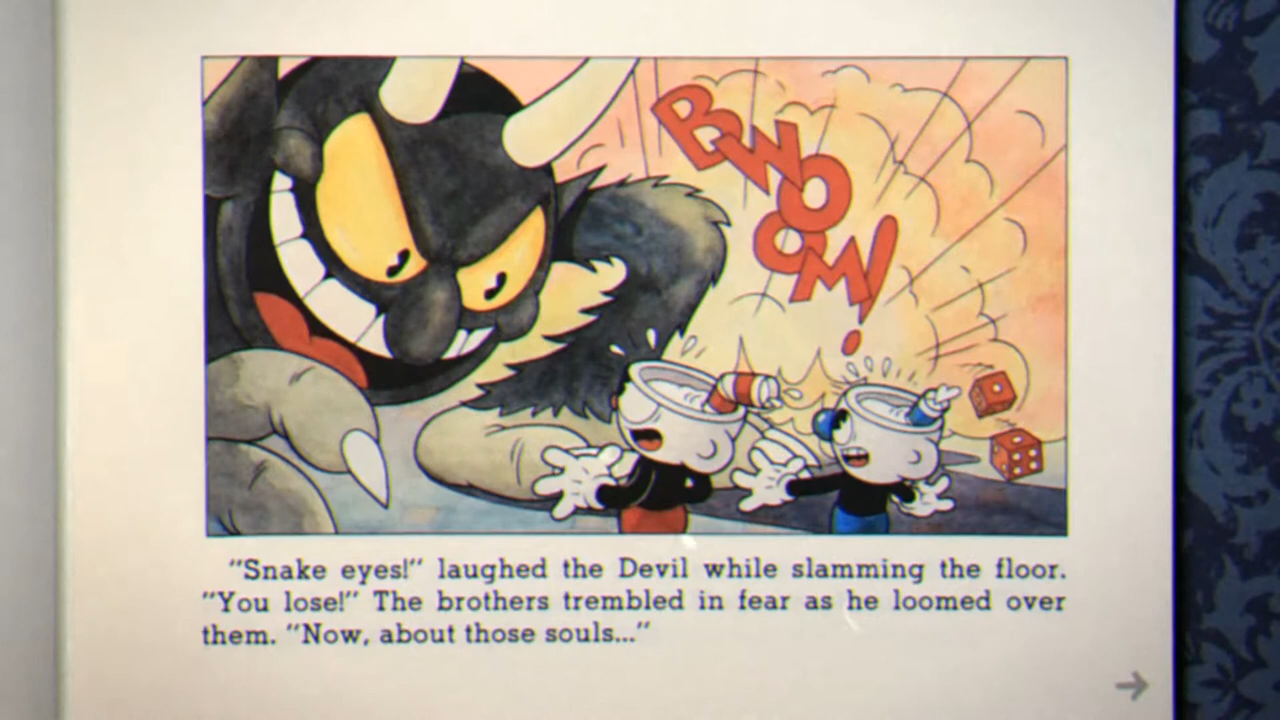 BWOOM!
"Snake eyes!" laughed the Devil while slamming the floor.
"You lose!" The brothers trembled in fear as he loomed over
them. "Now, about those souls..."